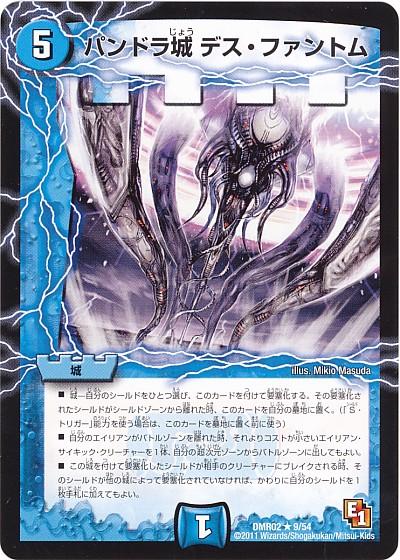 5
じょう
パンドラ城 デス・ファントム
illus. Mikio Masuda
城
■ 城―自分のシールドをひとつ選び、このカードを付けて要塞化する。その要塞化
されたシールドがシールドゾーンから離れた時、このカードを自分の墓地に置く。(「S・
トリガー」能力を使う場合は、このカードを墓地に置く前に使う)
■ 自分のエイリアンがバトルゾーンを離れた時、それよりコストが小さいエイリアン・
サイキック・クリーチャーを1体、自分の超次元ゾーンからバトルゾーンに出してもよい。
■ この城を付けて要塞化したシールドが相手のクリーチャーにブレイクされる時、そ
のシールドが他の城によって要塞化されていなければ、かわりに自分のシールドを1
枚手札に加えてもよい。
1
DMR02 ★ 9/54
©2011 Wizards/Shogakukan/Mitsui-Kids
E1